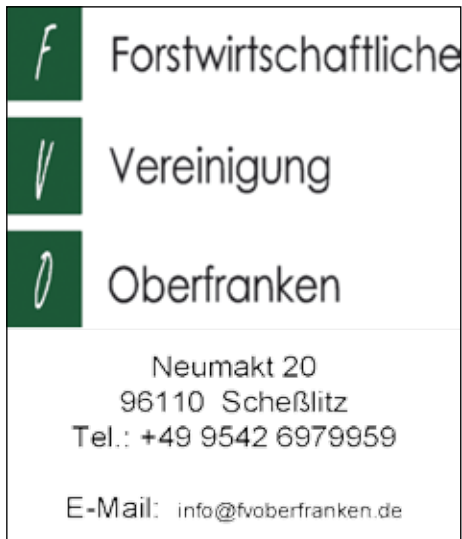 F Forstwirtschaftliche
V Vereinigung
O Oberfranken
Neumakt 20
96110 Scheßlitz
Tel.: +49 9542 6979959
E-Mail: info@fvoberfranken.de